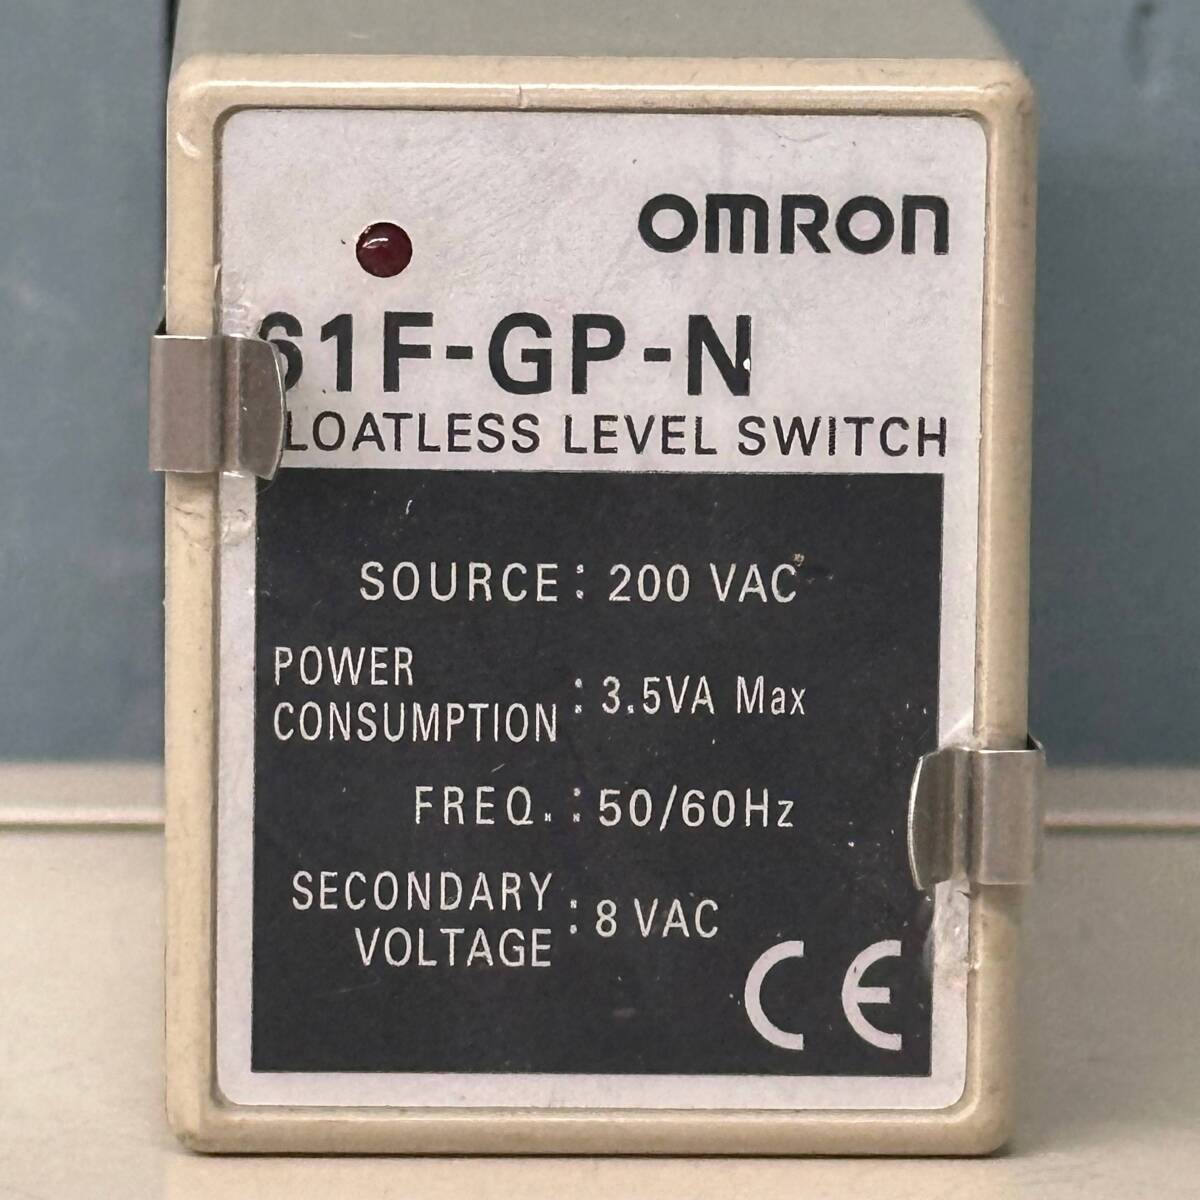 OMRON
61F-GP-N
LOATLESS LEVEL SWITCH
SOURCE: 200 VAC
POWER CONSUMPTION : 3.5VA Max
FREQ. : 50/60Hz
SECONDARY VOLTAGE : 8 VAC
CE